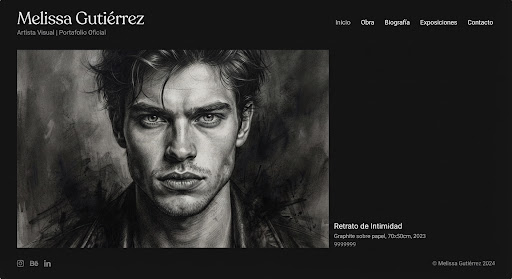 Melissa Gutiérrez
Artista Visual | Portafolio Oficial
Inicio Obra Biografía Exposiciones Contacto
Retrato de Intimidad
Graphite sobre papel, 70x50cm, 2023
9999999
Bē in
© Melissa Gutiérrez 2024